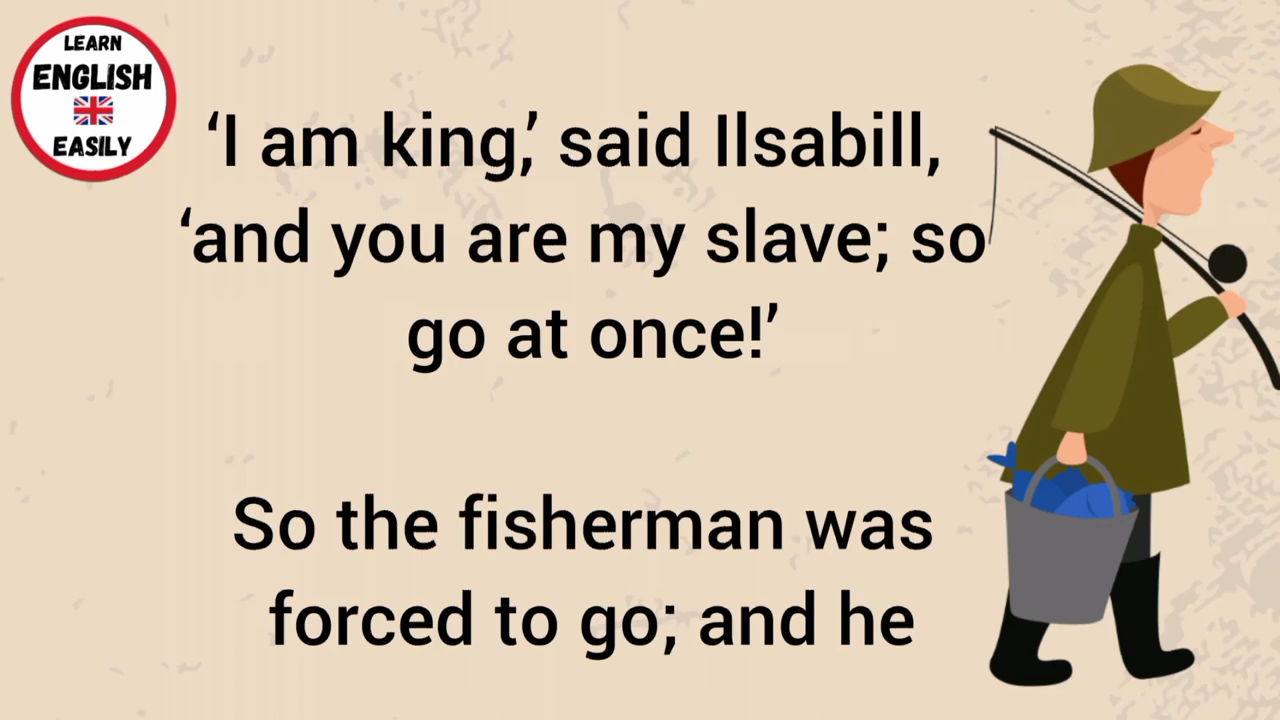 LEARN
ENGLISH
EASILY
‘I am king,’ said Ilsabill,
‘and you are my slave; so
go at once!’
So the fisherman was
forced to go; and he